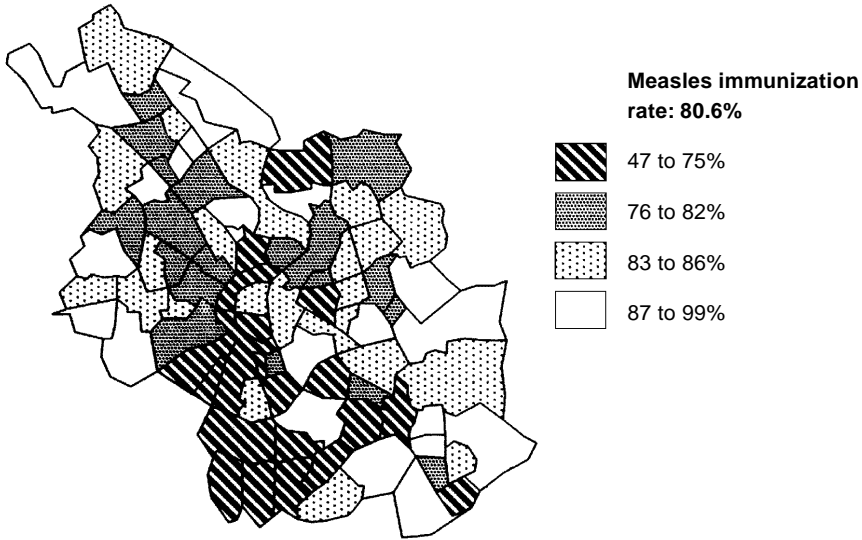 Measles immunization
rate: 80.6%
47 to 75%
76 to 82%
83 to 86%
87 to 99%